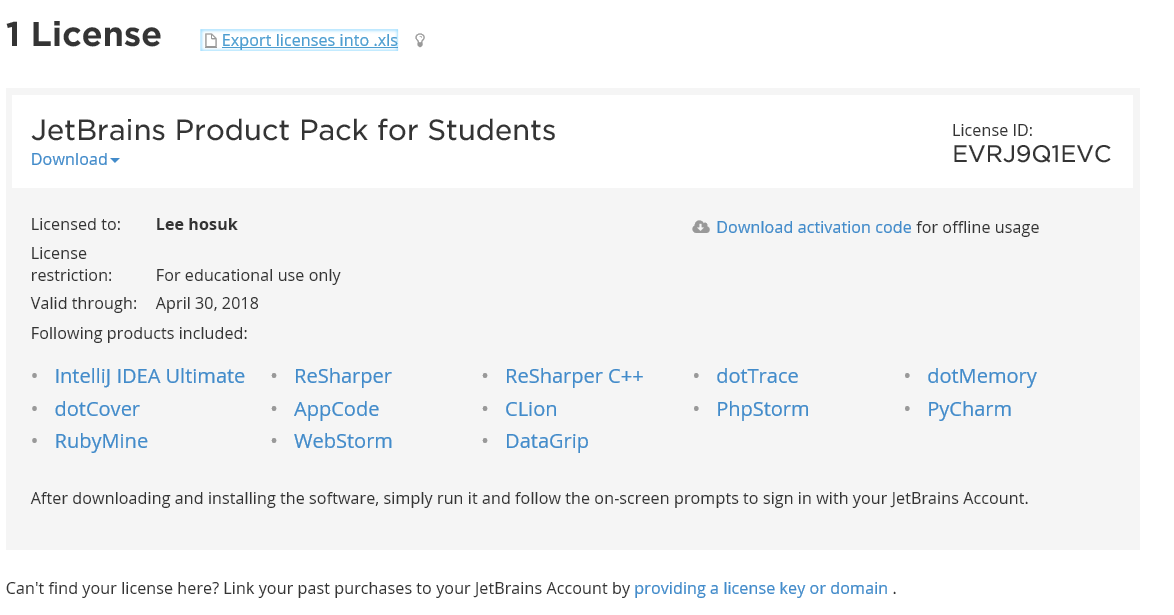 1 License Export licenses into .xls
JetBrains Product Pack for Students
Download
License ID:
EVRJ9Q1EVC
Licensed to: Lee hosuk
Download activation code for offline usage
License
restriction: For educational use only
Valid through: April 30, 2018
Following products included:
• IntelliJ IDEA Ultimate • ReSharper • ReSharper C++ • dotTrace • dotMemory
• dotCover • AppCode • CLion • PhpStorm • PyCharm
• RubyMine • WebStorm • DataGrip
After downloading and installing the software, simply run it and follow the on-screen prompts to sign in with your JetBrains Account.
Can't find your license here? Link your past purchases to your JetBrains Account by providing a license key or domain .